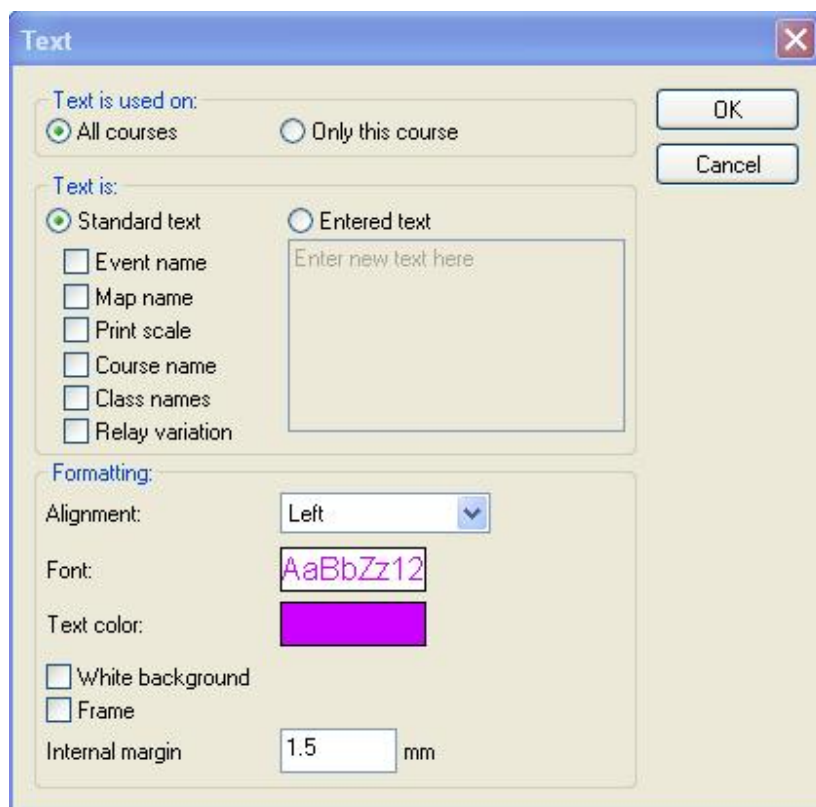 Text
Text is used on:
All courses
Only this course
OK
Cancel
Text is:
Standard text
Entered text
Event name
Enter new text here
Map name
Print scale
Course name
Class names
Relay variation
Formatting:
Alignment:
Left
Font:
AaBbZz12
Text color:
White background
Frame
Internal margin
1.5
mm